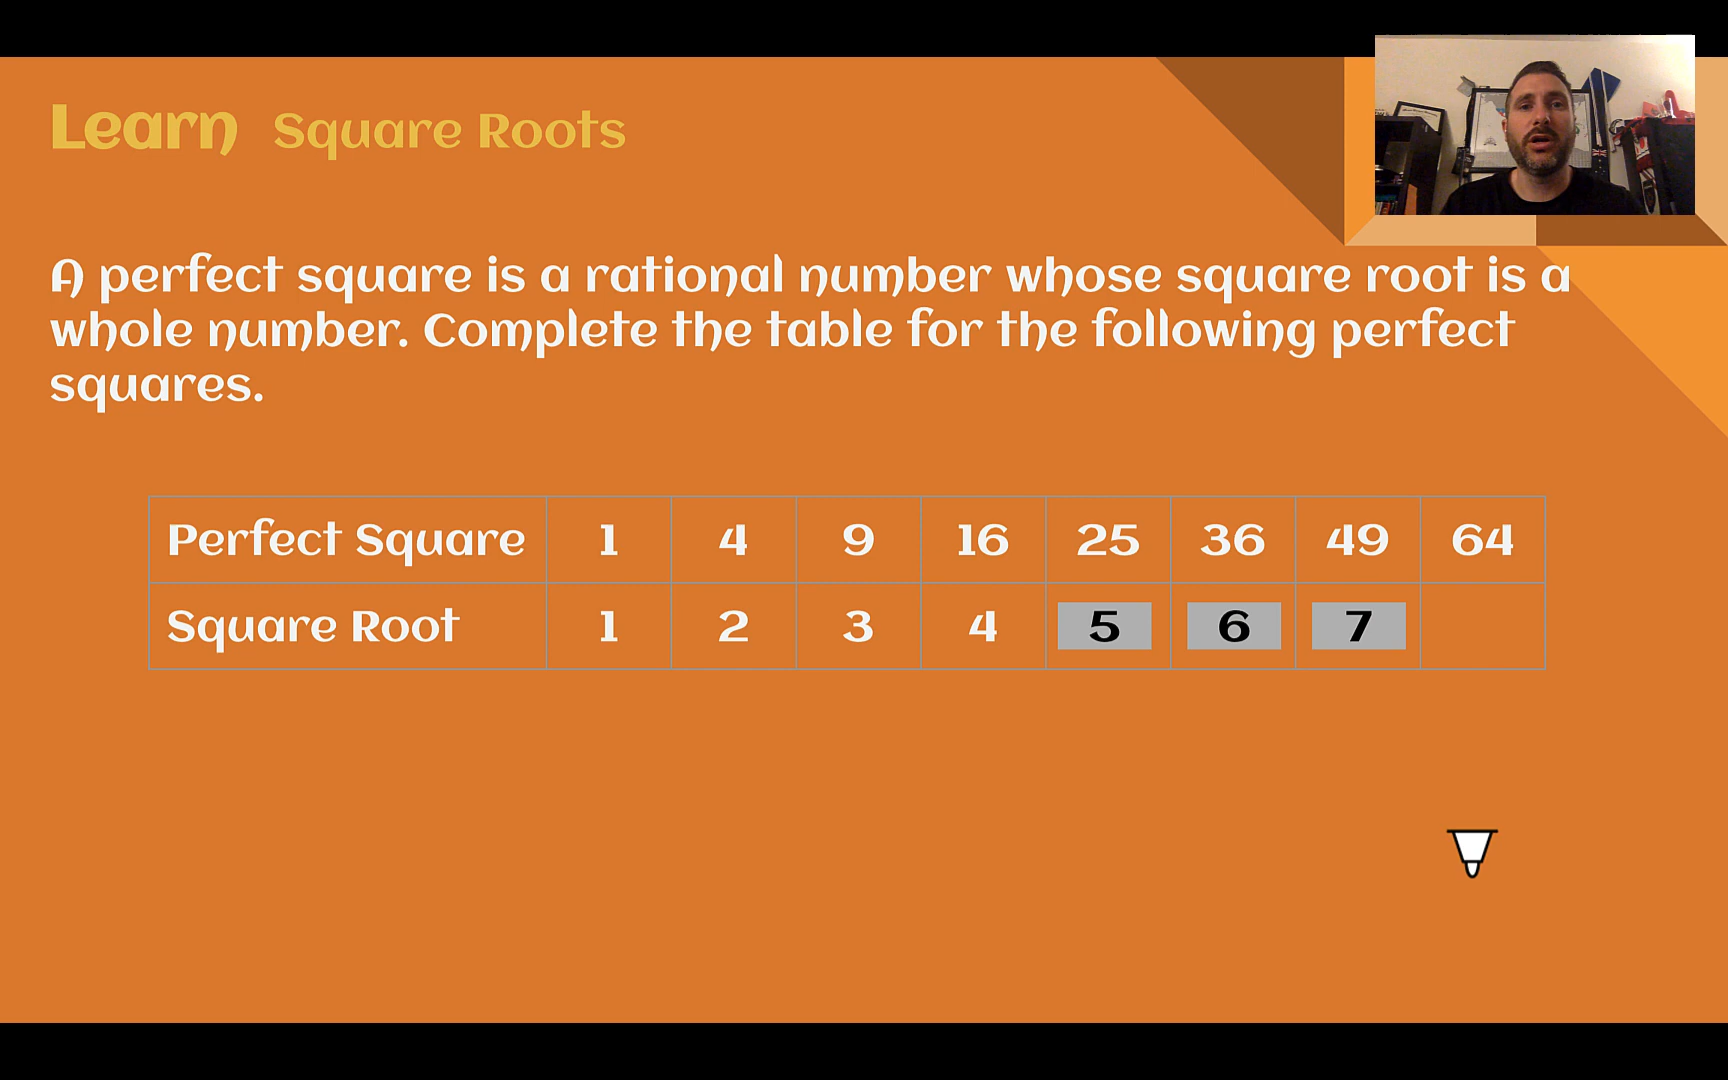 Learn Square Roots
A perfect square is a rational number whose square root is a
whole number. Complete the table for the following perfect
squares.
Perfect Square 1 4 9 16 25 36 49 64
Square Root 1 2 3 4 5 6 7